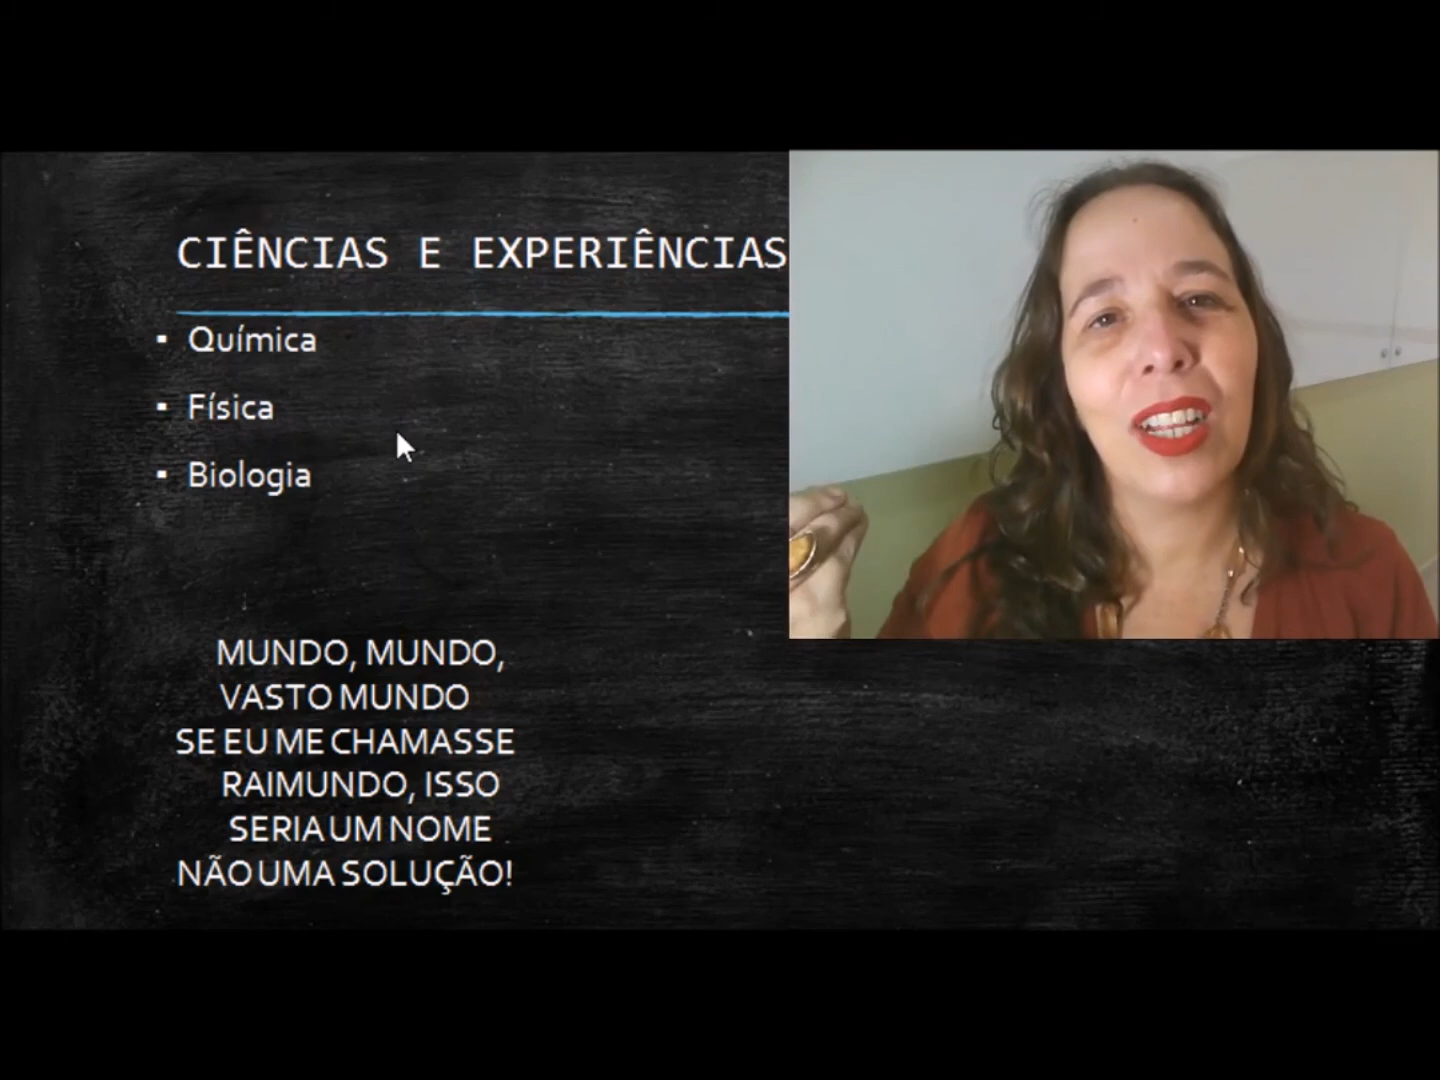 CIÊNCIAS E EXPERIÊNCIAS
▪ Química
▪ Física
▪ Biologia
MUNDO, MUNDO,
VASTO MUNDO
SE EU ME CHAMASSE
RAIMUNDO, ISSO
SERIA UM NOME
NÃO UMA SOLUÇÃO!